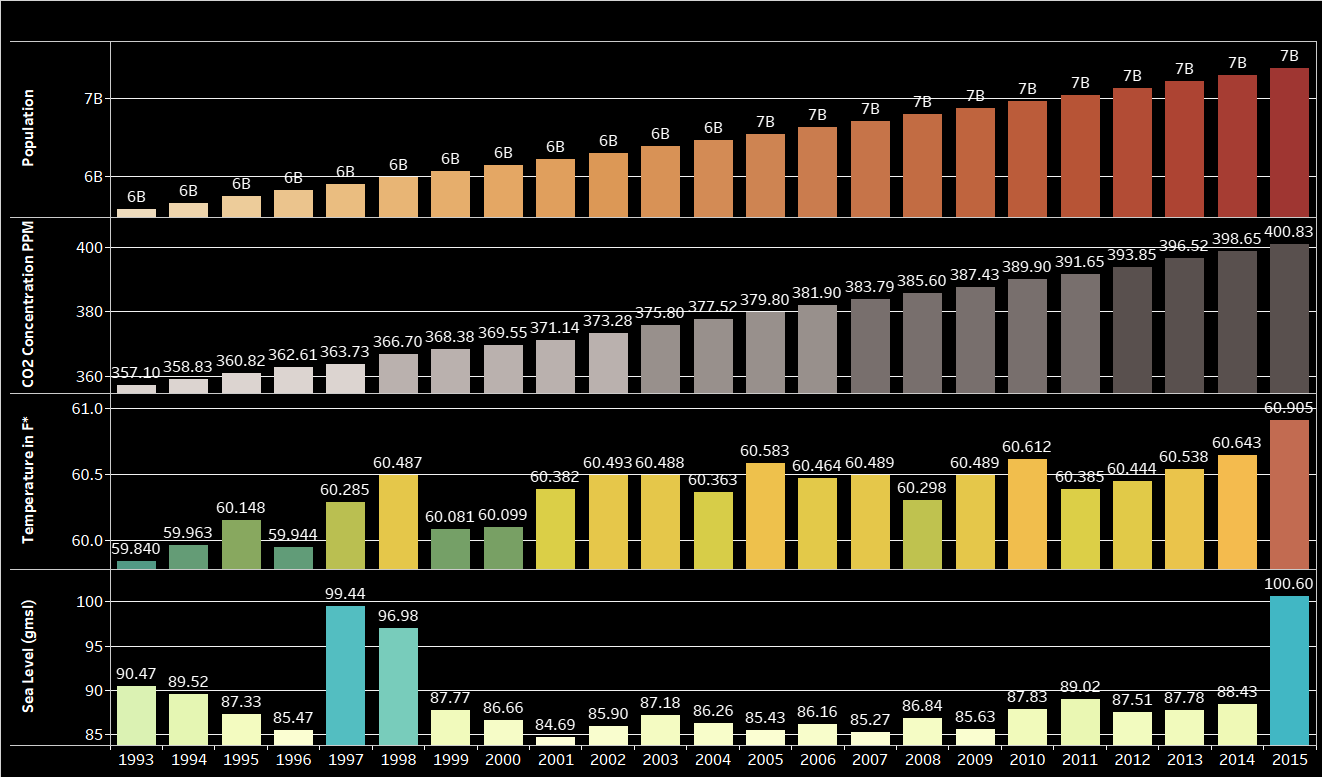 Population
7B
6B
6B 6B 6B 6B 6B 6B 6B 6B 6B 6B 6B 6B 7B 7B 7B 7B 7B 7B 7B 7B 7B 7B 7B
CO2 Concentration PPM
400
380
360
357.10 358.83 360.82 362.61 363.73 366.70 368.38 369.55 371.14 373.28 375.80 377.52 379.80 381.90 383.79 385.60 387.43 389.90 391.65 393.85 396.52 398.65 400.83
Temperature in F*
61.0
60.5
60.0
59.840 59.963 60.148 59.944 60.285 60.487 60.081 60.099 60.382 60.493 60.488 60.363 60.583 60.464 60.489 60.298 60.489 60.612 60.385 60.444 60.538 60.643 60.905
Sea Level (gmsl)
100
95
90
85
90.47 89.52 87.33 85.47 99.44 96.98 87.77 86.66 84.69 85.90 87.18 86.26 85.43 86.16 85.27 86.84 85.63 87.83 89.02 87.51 87.78 88.43 100.60
1993 1994 1995 1996 1997 1998 1999 2000 2001 2002 2003 2004 2005 2006 2007 2008 2009 2010 2011 2012 2013 2014 2015